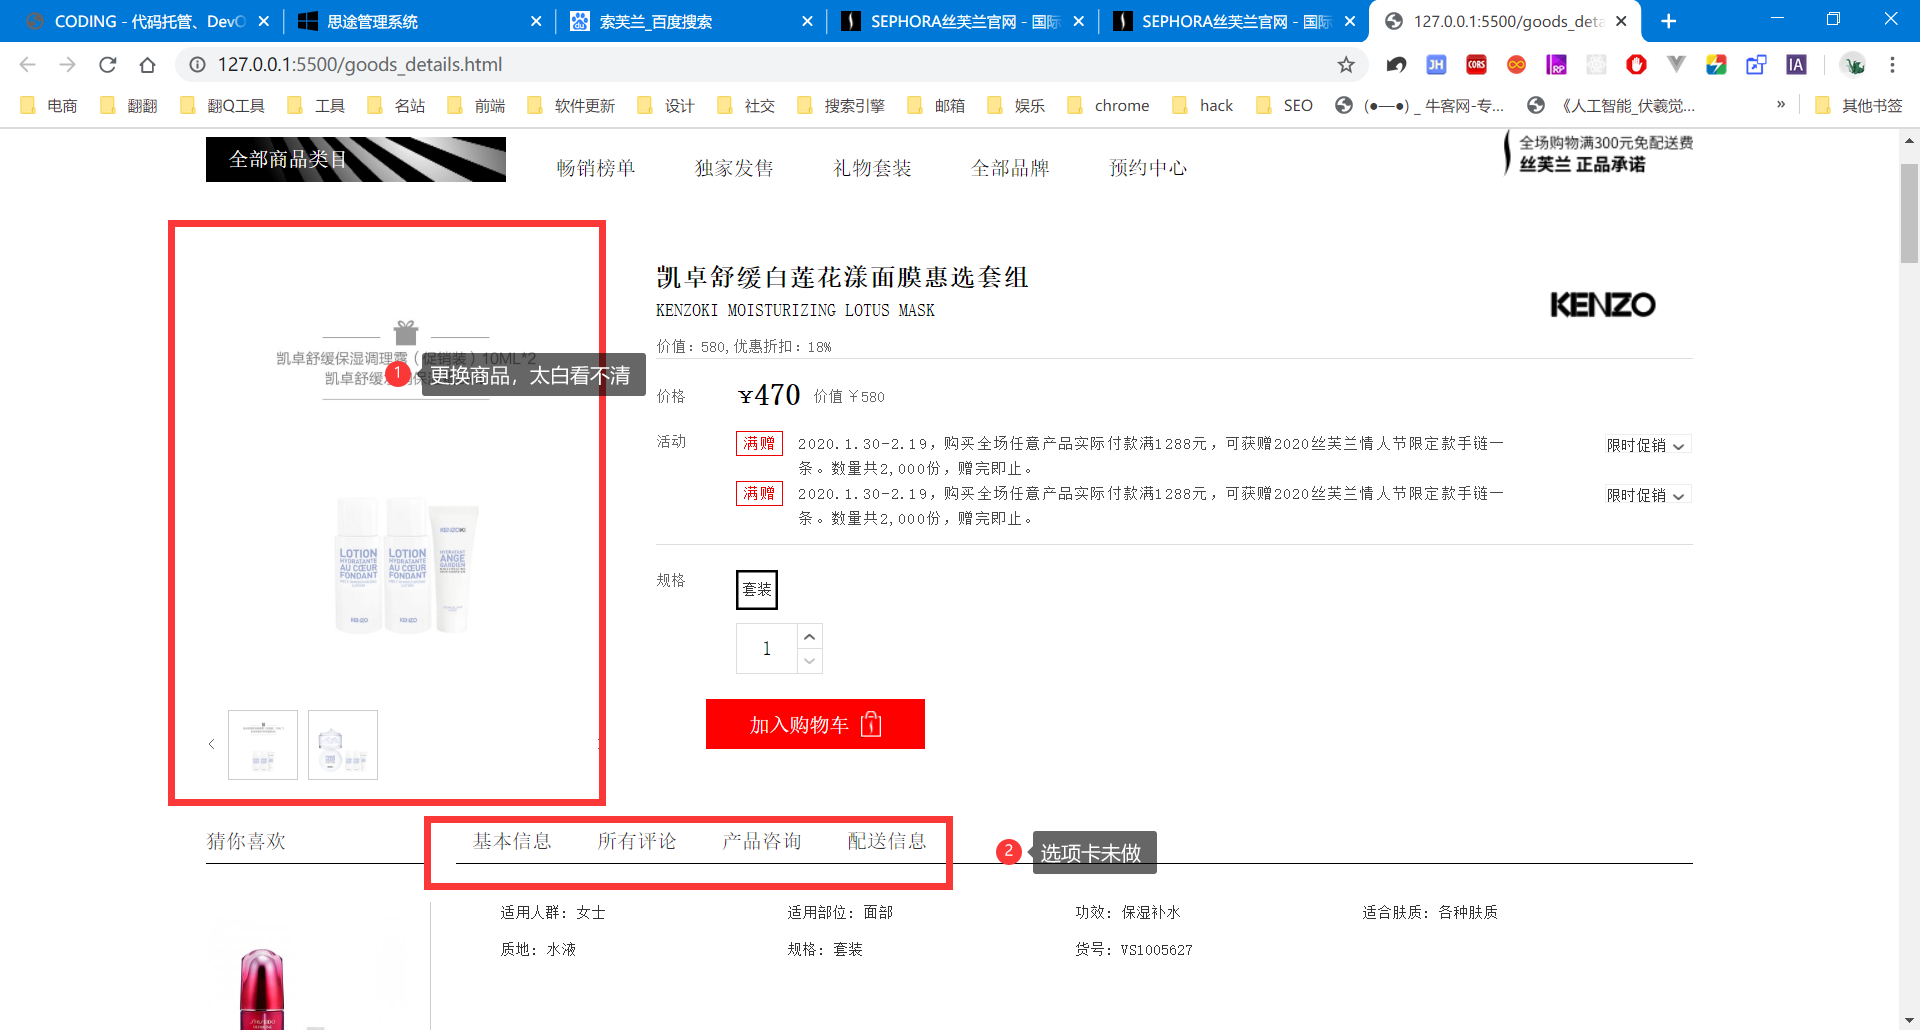 CODING - 代码托管、DevO
思途管理系统
索芙兰_百度搜索
SEPHORA丝芙兰官网 - 国际
SEPHORA丝芙兰官网 - 国际
127.0.0.1:5500/goods_deta
127.0.0.1:5500/goods_details.html
JH
CORS
RP
IA
电商
翻翻
翻Q工具
工具
名站
前端
软件更新
设计
社交
搜索引擎
邮箱
娱乐
chrome
hack
SEO
(●—●) _ 牛客网-专...
《人工智能_伏羲觉...
»
其他书签
全部商品类目
畅销榜单
独家发售
礼物套装
全部品牌
预约中心
全场购物满300元免配送费
丝芙兰 正品承诺
凯卓舒缓保湿调理露（促销装）10ML*2
凯卓舒缓
1
更换商品，太白看不清
LOTION
HYDRATANTE
AU CŒUR
FONDANT
KENZO
LOTION
HYDRATANTE
AU CŒUR
FONDANT
KENZO
KENZOKI
HYDRATANT
ANGE
GARDIEN
凯卓舒缓白莲花漾面膜惠选套组
KENZOKI MOISTURIZING LOTUS MASK
KENZO
价值：580,优惠折扣：18%
价格
¥470
价值 ¥580
活动
满赠
2020.1.30-2.19，购买全场任意产品实际付款满1288元，可获赠2020丝芙兰情人节限定款手链一
条。数量共2,000份，赠完即止。
限时促销
满赠
2020.1.30-2.19，购买全场任意产品实际付款满1288元，可获赠2020丝芙兰情人节限定款手链一
条。数量共2,000份，赠完即止。
限时促销
规格
套装
1
加入购物车
猜你喜欢
基本信息
所有评论
产品咨询
配送信息
2
选项卡未做
适用人群：女士
适用部位：面部
功效：保湿补水
适合肤质：各种肤质
质地：水液
规格：套装
货号：VS1005627
SHISEIDO